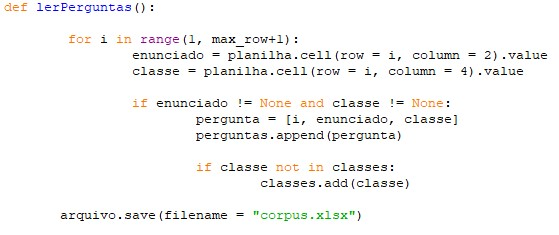 def lerPerguntas():
for i in range(1, max_row+1):
enunciado = planilha.cell(row = i, column = 2).value
classe = planilha.cell(row = i, column = 4).value
if enunciado != None and classe != None:
pergunta = [i, enunciado, classe]
perguntas.append(pergunta)
if classe not in classes:
classes.add(classe)
arquivo.save(filename = "corpus.xlsx")